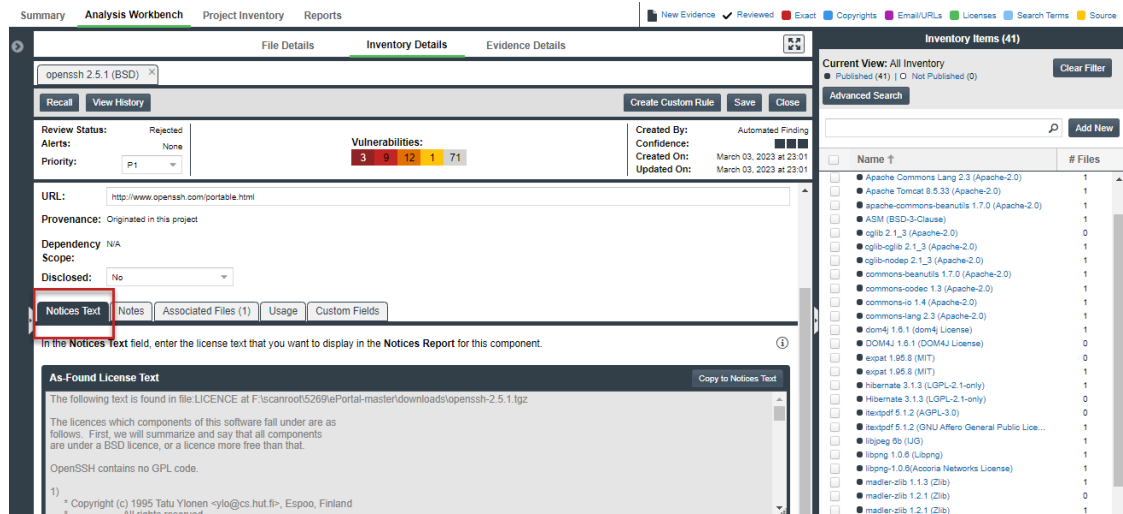 Summary Analysis Workbench Project Inventory Reports
New Evidence Reviewed Exact Copyrights Email/URLs Licenses Search Terms Source
File Details Inventory Details Evidence Details
openssh 2.5.1 (BSD) ×
Recall View History Create Custom Rule Save Close
Review Status: Rejected
Alerts: None
Priority: P1
Vulnerabilities:
3 9 12 1 71
Created By: Automated Finding
Confidence:
Created On: March 03, 2023 at 23:01
Updated On: March 03, 2023 at 23:01
URL: http://www.openssh.com/portable.html
Provenance: Originated in this project
Dependency Scope: N/A
Disclosed: No
Notices Text Notes Associated Files (1) Usage Custom Fields
In the Notices Text field, enter the license text that you want to display in the Notices Report for this component.
As-Found License Text Copy to Notices Text
The following text is found in file:LICENCE at F:\scanroot\5269\ePortal-master\downloads\openssh-2.5.1.tgz
The licences which components of this software fall under are as
follows. First, we will summarize and say that all components
are under a BSD licence, or a licence more free than that.
OpenSSH contains no GPL code.
1)
* Copyright (c) 1995 Tatu Ylonen <ylo@cs.hut.fi>, Espoo, Finland
* All rights reserved
Inventory Items (41)
Current View: All Inventory
Published (41) | Not Published (0)
Clear Filter
Advanced Search
Add New
Name ↑ # Files
Apache Commons Lang 2.3 (Apache-2.0) 1
Apache Tomcat 8.5.33 (Apache-2.0) 1
apache-commons-beanutils 1.7.0 (Apache-2.0) 1
ASM (BSD-3-Clause) 1
cglib 2.1_3 (Apache-2.0) 0
cglib-cglib 2.1_3 (Apache-2.0) 1
cglib-nodep 2.1_3 (Apache-2.0) 1
commons-beanutils 1.7.0 (Apache-2.0) 1
commons-codec 1.3 (Apache-2.0) 1
commons-io 1.4 (Apache-2.0) 1
commons-lang 2.3 (Apache-2.0) 1
dom4j 1.6.1 (dom4j License) 1
DOM4J 1.6.1 (DOM4J License) 0
expat 1.95.8 (MIT) 0
expat 1.95.8 (MIT) 1
hibernate 3.1.3 (LGPL-2.1-only) 1
Hibernate 3.1.3 (LGPL-2.1-only) 0
itextpdf 5.1.2 (AGPL-3.0) 0
itextpdf 5.1.2 (GNU Affero General Public Lice... 1
libjpeg 6b (IJG) 1
libpng 1.0.6 (Libpng) 1
libpng-1.0.6(Accoria Networks License) 1
madler-zlib 1.1.3 (Zlib) 1
madler-zlib 1.2.1 (Zlib) 0
madler-zlib 1.2.1 (Zlib) 1